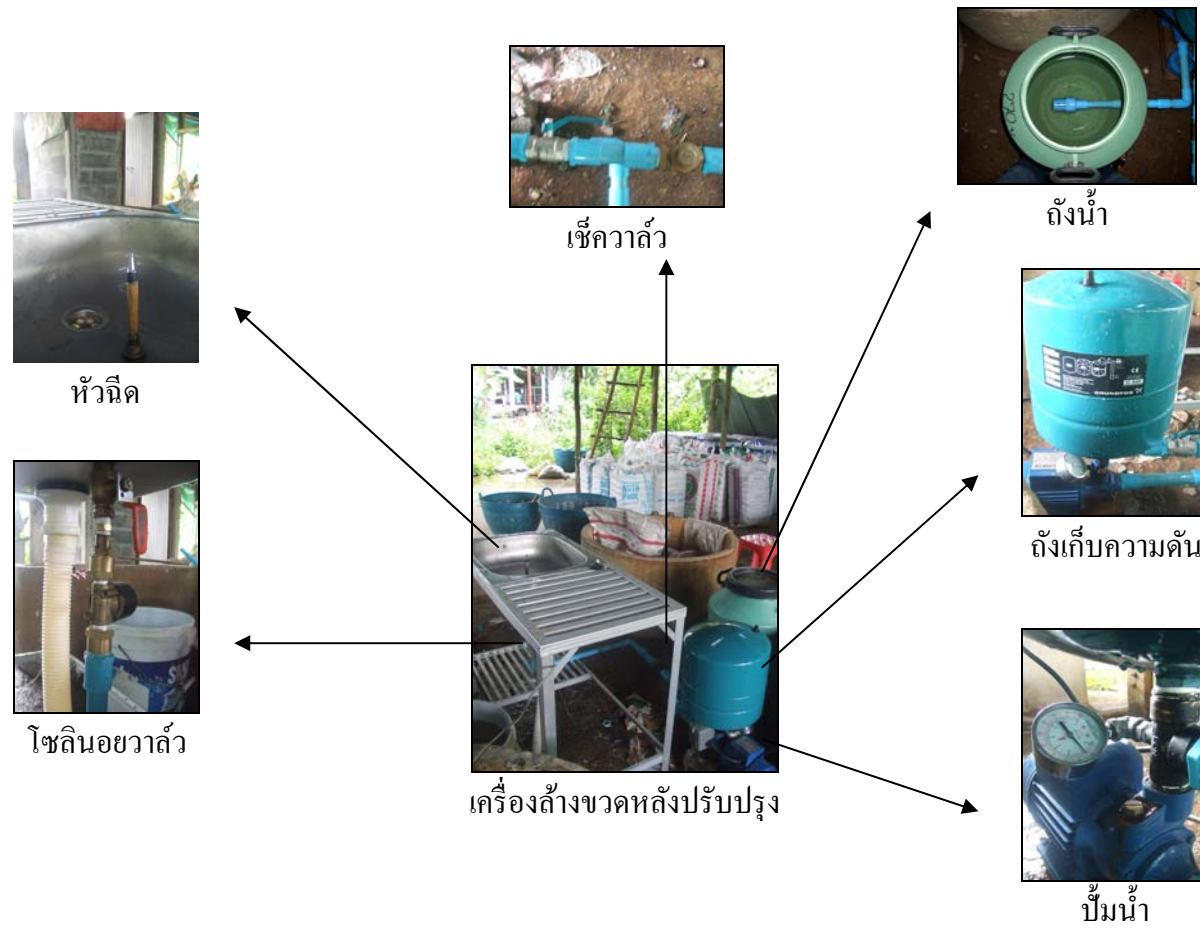 เช็ควาล์ว
ถังน้ำ
หัวฉีด
ถังเก็บความดัน
GRUNDFOS
โซลินอยวาล์ว
เครื่องล้างขวดหลังปรับปรุง
ปั้มน้ำ